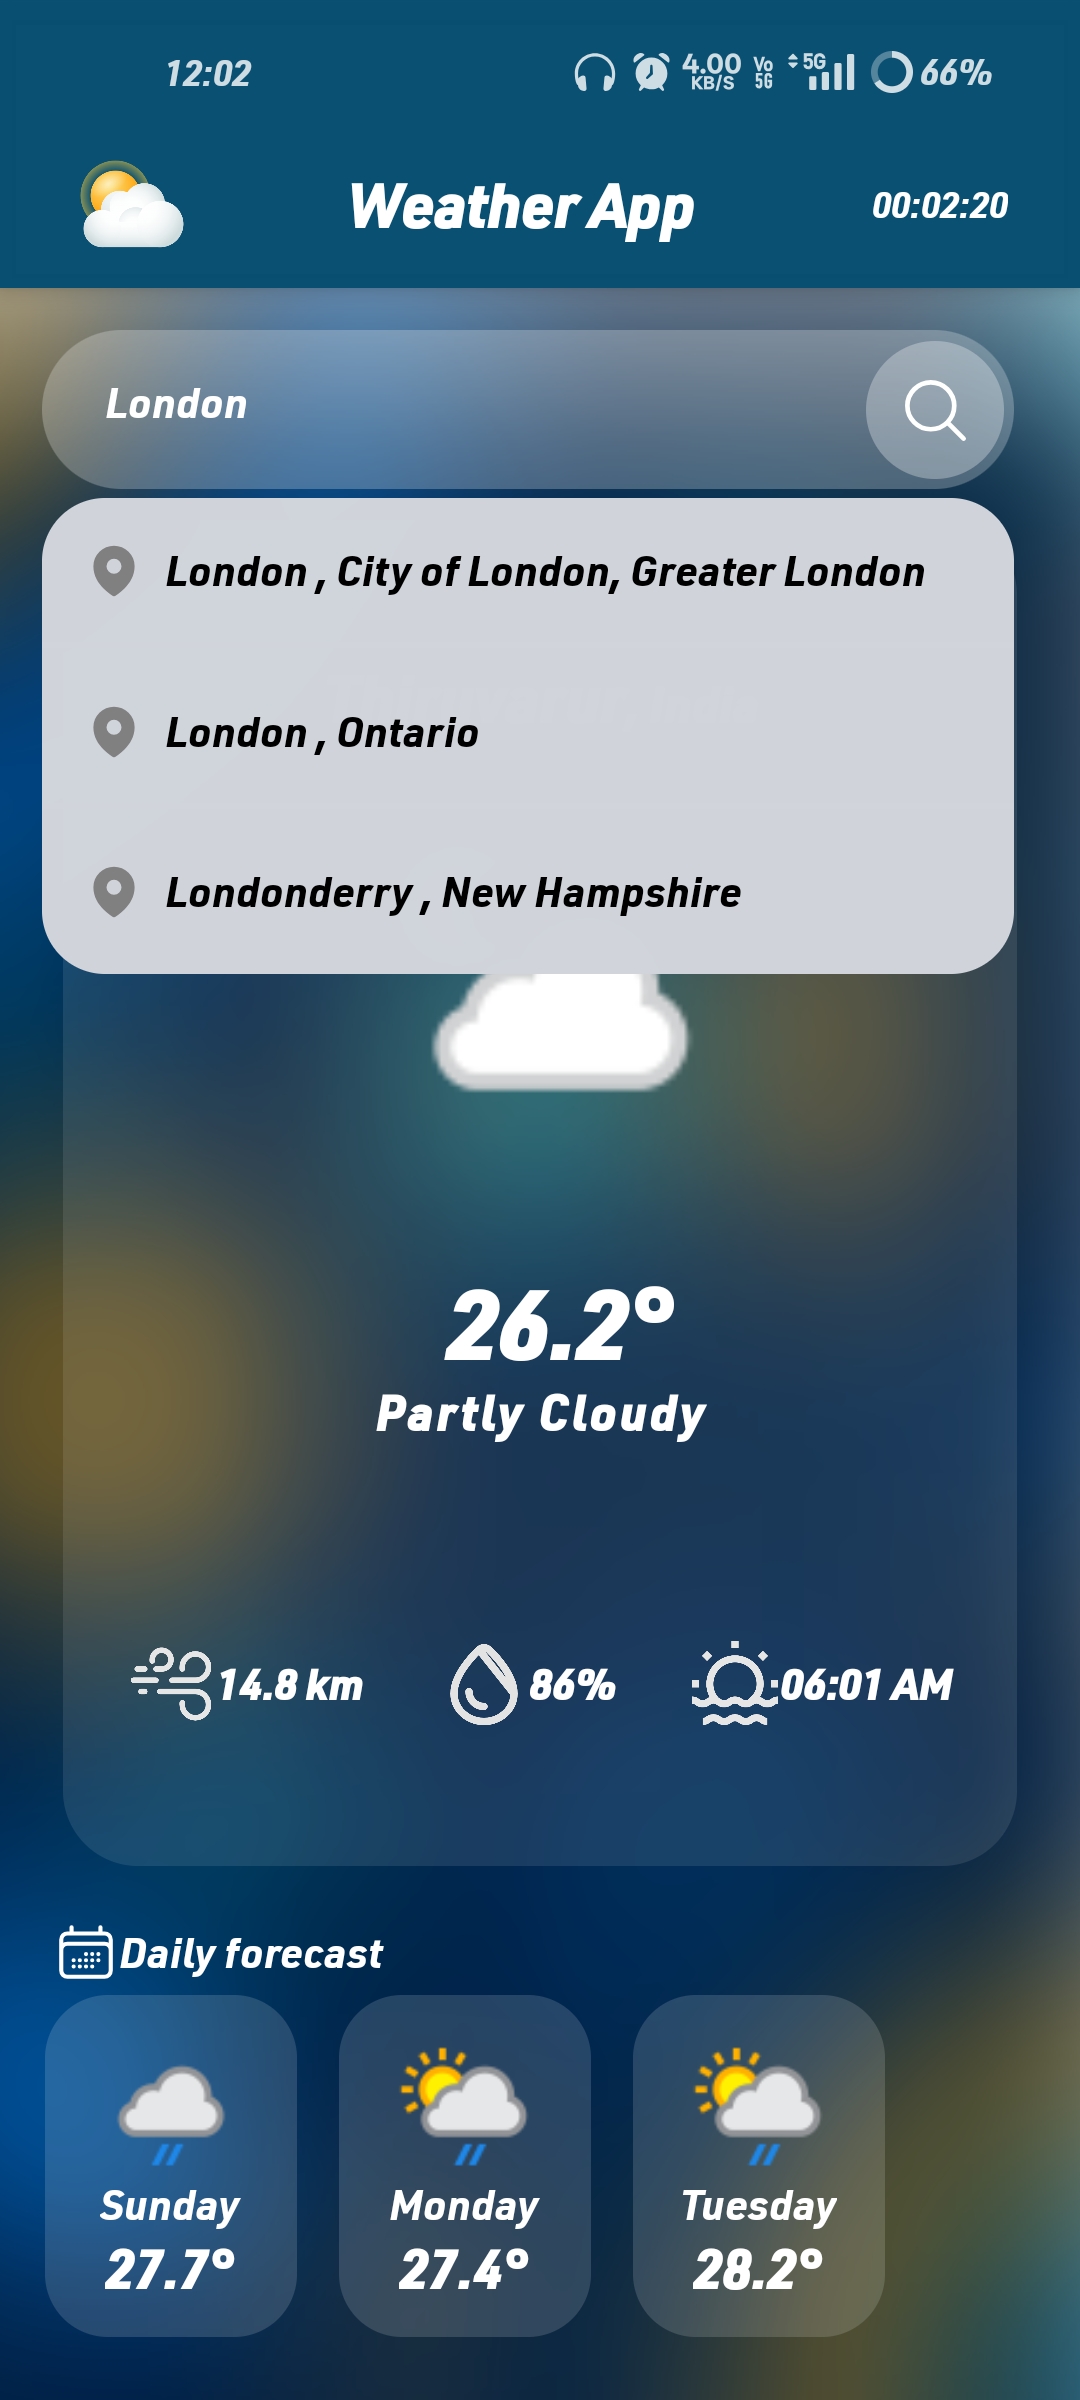 12:02
4.00 KB/S Vo 5G 5G 66%
Weather App
00:02:20
London
London , City of London, Greater London
London , Ontario
Londonderry , New Hampshire
26.2°
Partly Cloudy
14.8 km 86% 06:01 AM
Daily forecast
Sunday Monday Tuesday
27.7° 27.4° 28.2°